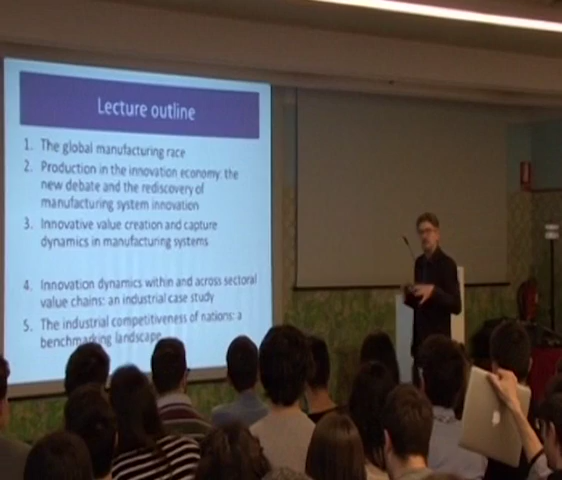 Lecture outline
1. The global manufacturing race
2. Production in the innovation economy: the
new debate and the rediscovery of
manufacturing system innovation
3. Innovative value creation and capture
dynamics in manufacturing systems
4. Innovation dynamics within and across sectoral
value chains: an industrial case study
5. The industrial competitiveness of nations: a
benchmarking landscape